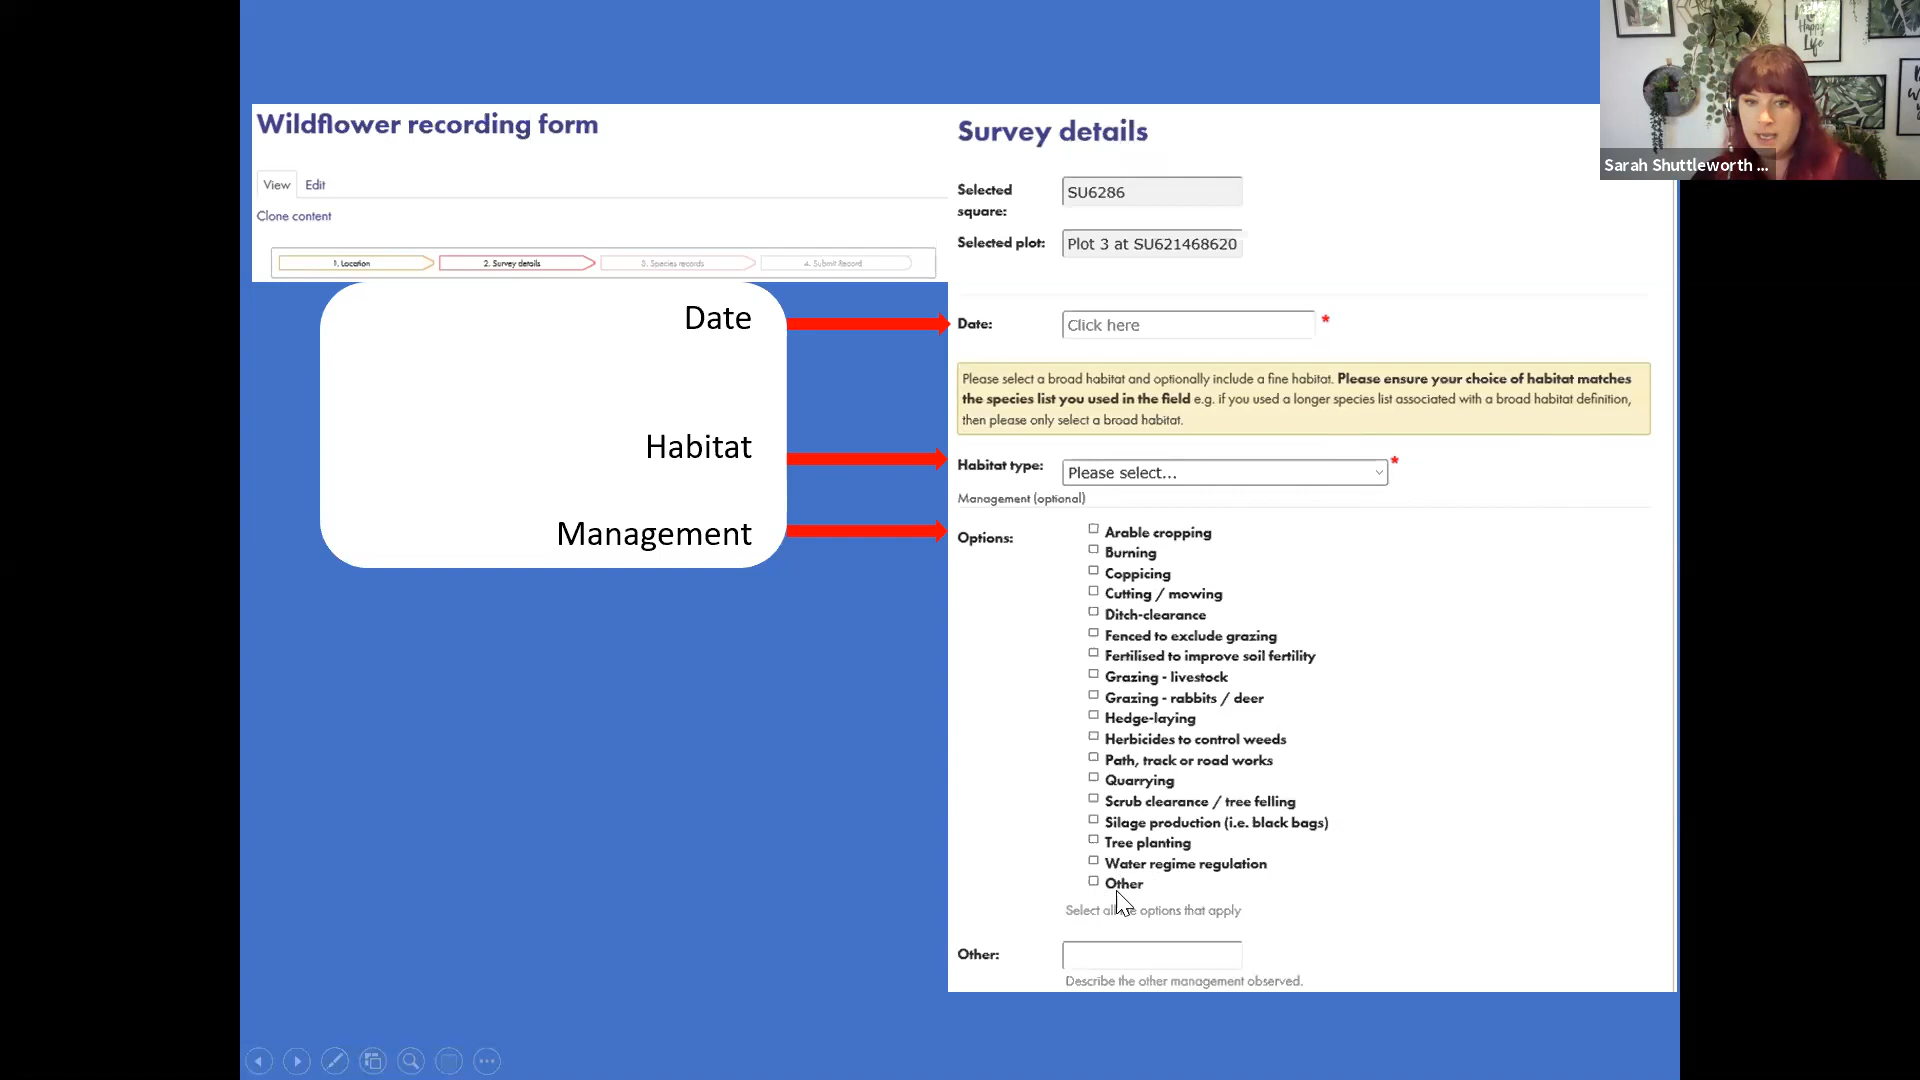 Wildflower recording form
View Edit
Clone content
1. Location 2. Survey details 3. Species records 4. Submit Record
Date
Habitat
Management
Survey details
Selected
square:
SU6286
Selected plot: Plot 3 at SU621468620
Date: Click here *
Please select a broad habitat and optionally include a fine habitat. Please ensure your choice of habitat matches
the species list you used in the field e.g. if you used a longer species list associated with a broad habitat definition,
then please only select a broad habitat.
Habitat type: Please select... *
Management (optional)
Options:
Arable cropping
Burning
Coppicing
Cutting / mowing
Ditch-clearance
Fenced to exclude grazing
Fertilised to improve soil fertility
Grazing - livestock
Grazing - rabbits / deer
Hedge-laying
Herbicides to control weeds
Path, track or road works
Quarrying
Scrub clearance / tree felling
Silage production (i.e. black bags)
Tree planting
Water regime regulation
Other
Select all options that apply
Other:
Describe the other management observed.
Happy
Life
Sarah Shuttleworth ...